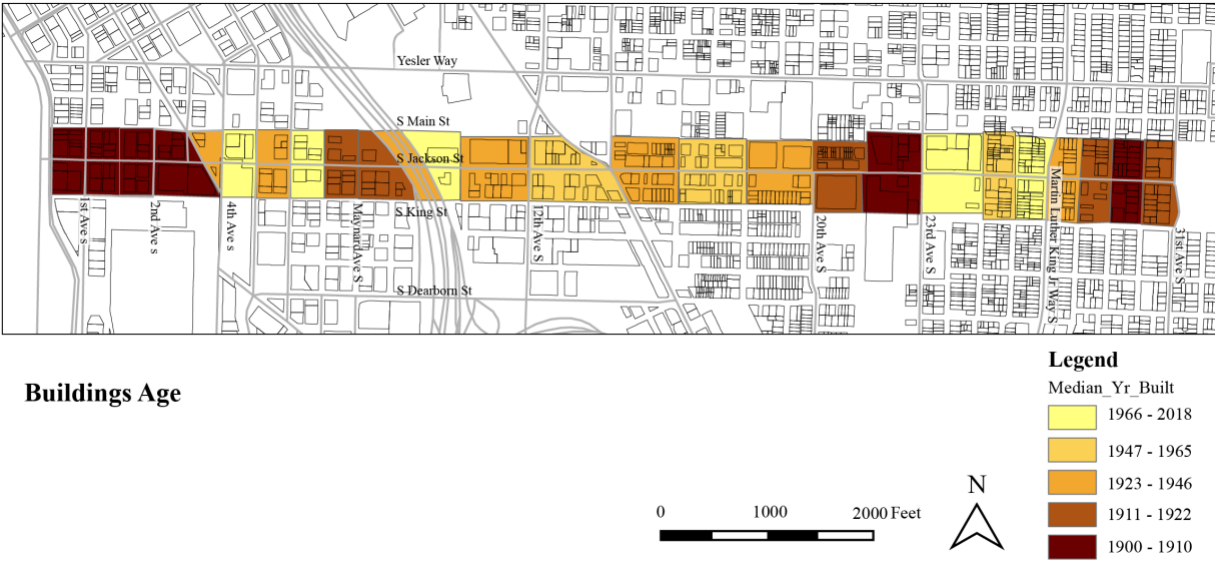 Yesler Way
S Main St
S Jackson St
S King St
S Dearborn St
1st Ave s
2nd Ave s
4th Ave s
Maynard Ave S
12th Ave S
20th Ave S
23rd Ave S
Martin Luther King Jr Way S
31st Ave S
Buildings Age
Legend
Median_Yr_Built
1966 - 2018
1947 - 1965
1923 - 1946
1911 - 1922
1900 - 1910
0 1000 2000 Feet
N